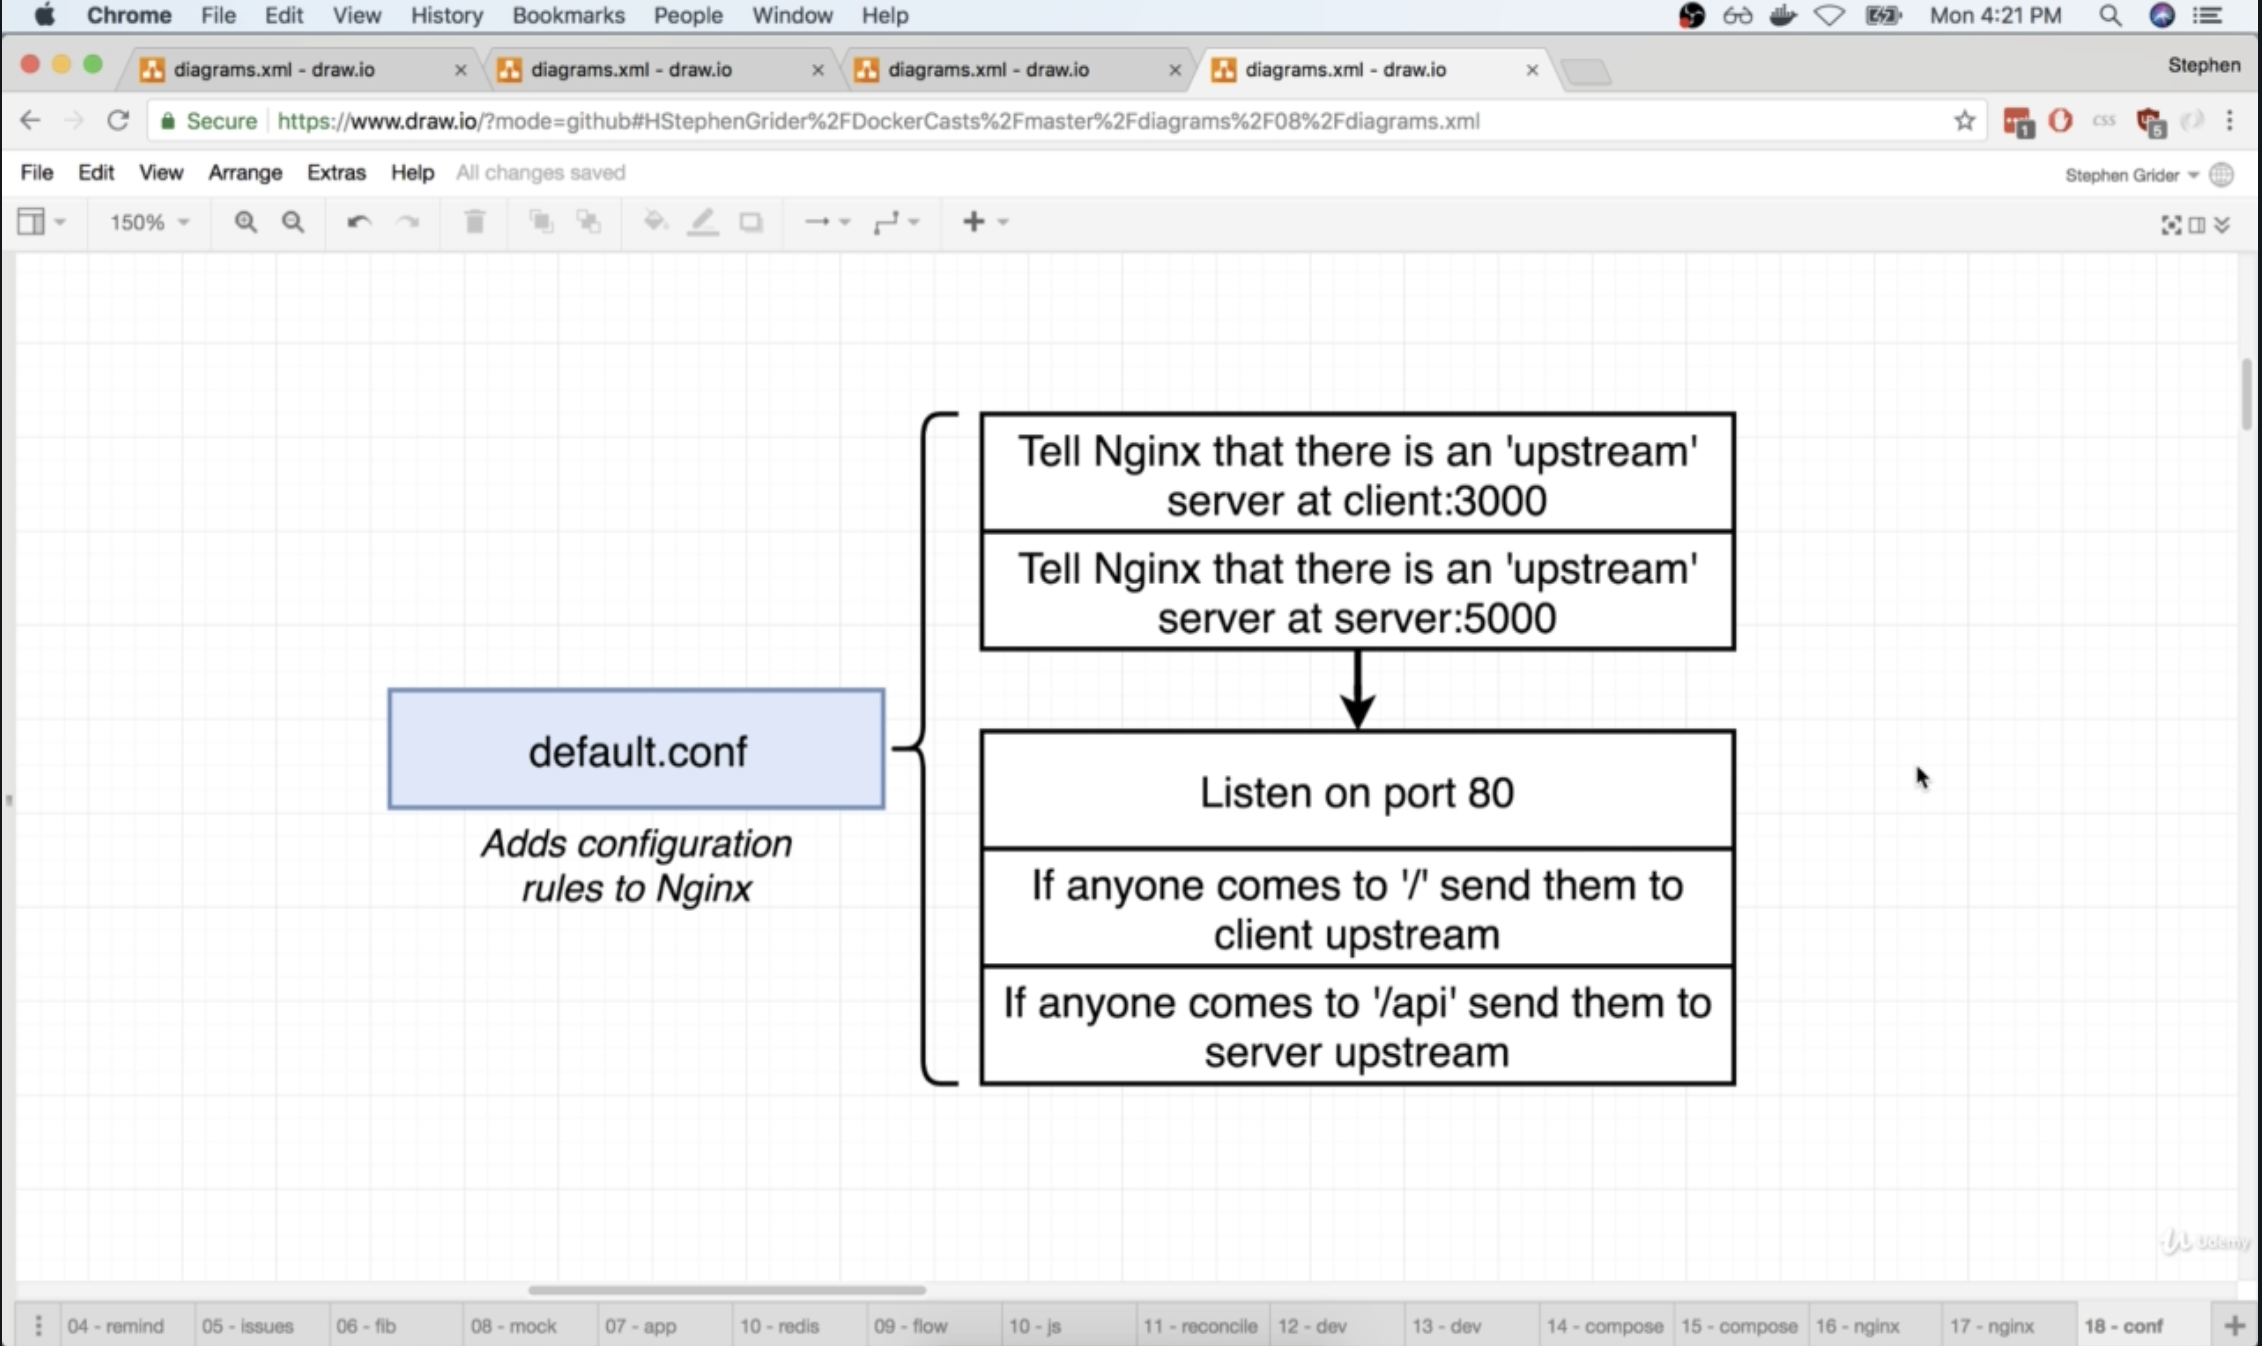 Chrome File Edit View History Bookmarks People Window Help Mon 4:21 PM
diagrams.xml - draw.io diagrams.xml - draw.io diagrams.xml - draw.io diagrams.xml - draw.io Stephen
Secure https://www.draw.io/?mode=github#HStephenGrider%2FDockerCasts%2Fmaster%2Fdiagrams%2F08%2Fdiagrams.xml 1 css 5
File Edit View Arrange Extras Help All changes saved Stephen Grider
150%
Tell Nginx that there is an 'upstream'
server at client:3000
Tell Nginx that there is an 'upstream'
server at server:5000
default.conf
Adds configuration
rules to Nginx
Listen on port 80
If anyone comes to '/' send them to
client upstream
If anyone comes to '/api' send them to
server upstream
Udemy
04 - remind 05 - issues 06 - fib 08 - mock 07 - app 10 - redis 09 - flow 10 - js 11 - reconcile 12 - dev 13 - dev 14 - compose 15 - compose 16 - nginx 17 - nginx 18 - conf